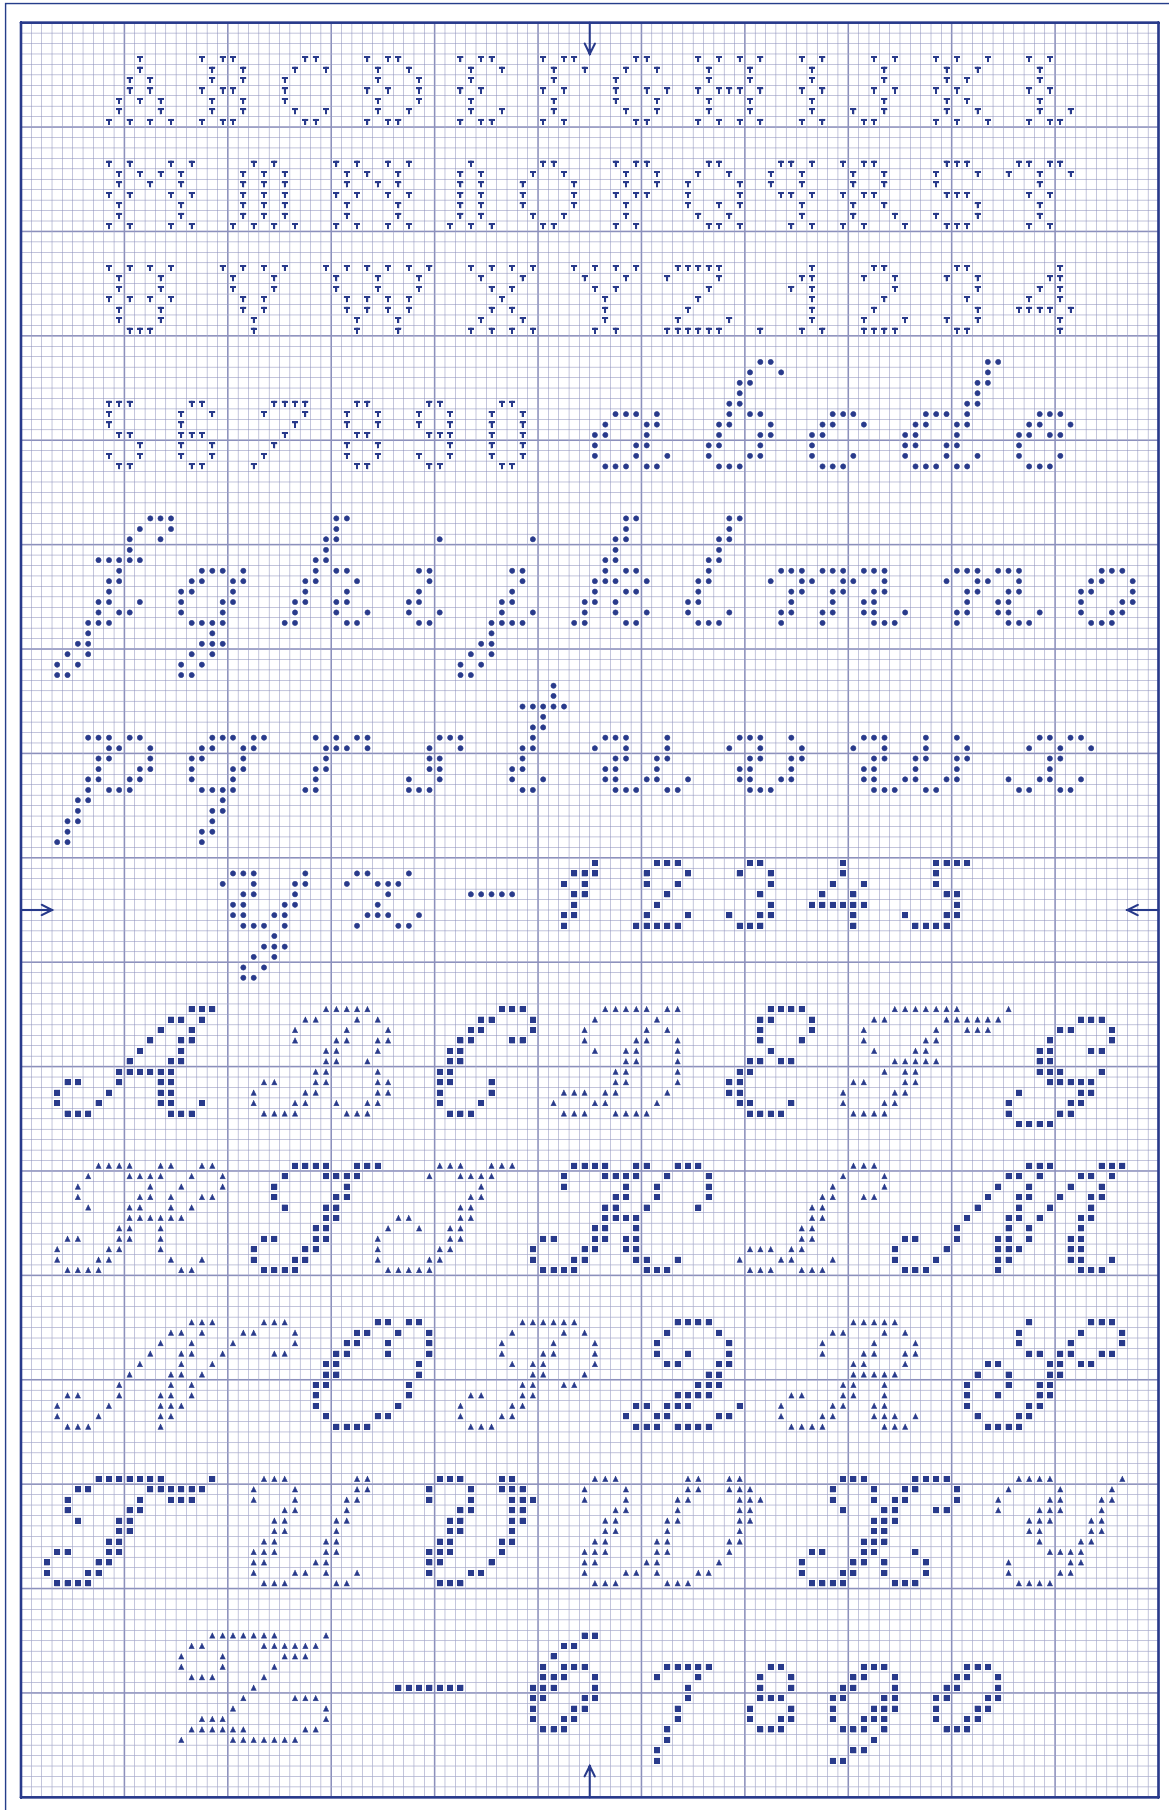 A B C D E F G H I J K L
M M N N O P Q Q R S T
U V W X Y Z . 1 2 3 4
5 6 7 8 9 0 a b c d e
f g h i j k l m n o
p q r s t u v w x
y z - 1 2 3 4 5
A B C D E F G
H I J K L M
N O P Q R S
T U V W X Y
Z - 6 7 8 9 0